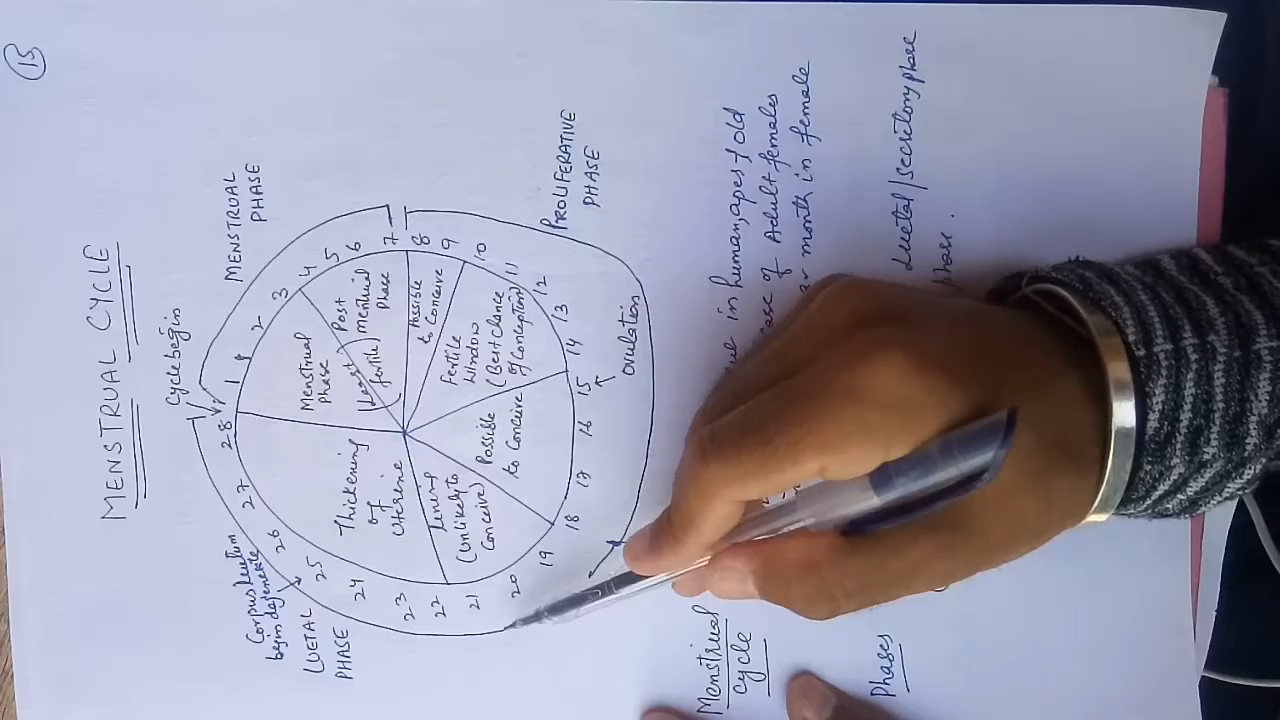 13
MENSTRUAL CYCLE
Cycle begin
MENSTRUAL
PHASE
PROLIFERATIVE
PHASE
Ovulation
LUETAL
PHASE
Corpus luetum
begin degenerate
1
2
3
4
5
6
7
8
9
10
11
12
13
14
15
16
17
18
19
20
21
22
23
24
25
26
27
28
Menstrual
Phase
Post
menstrual
Phase
(Least
fertile)
Possible
to Conceive
Fertile
Window
(Best Chance
of Conception)
Possible
to Conceive
lining
(Unlikely to
Conceive)
Thickening
of
Uterine
Menstrual
cycle
in human, apes & old
of Adult females
month in female
Phases
luetal/secretory phase
phase.